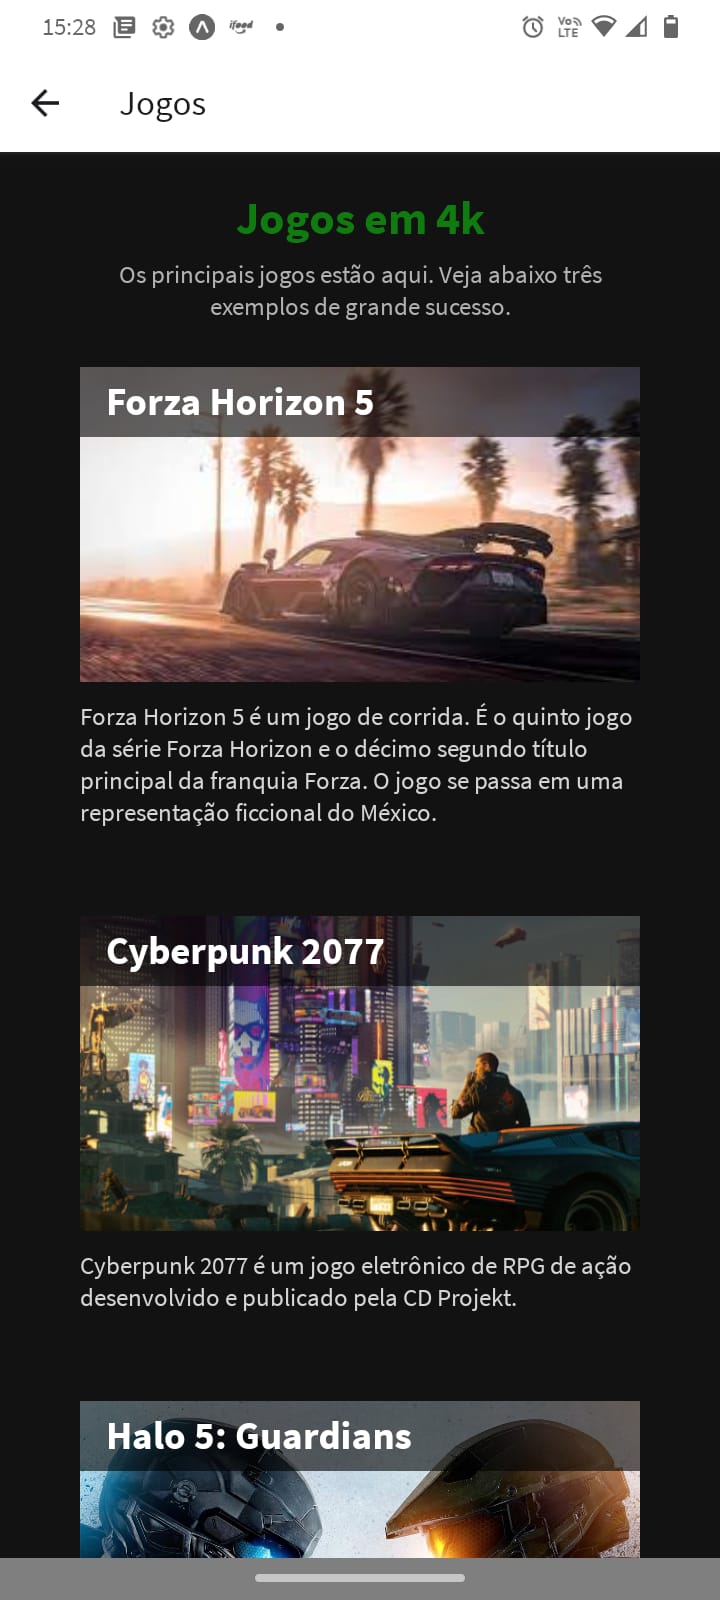 15:28
ifood
Vo))
LTE
Jogos
Jogos em 4k
Os principais jogos estão aqui. Veja abaixo três
exemplos de grande sucesso.
Forza Horizon 5
Forza Horizon 5 é um jogo de corrida. É o quinto jogo
da série Forza Horizon e o décimo segundo título
principal da franquia Forza. O jogo se passa em uma
representação ficcional do México.
Cyberpunk 2077
Cyberpunk 2077 é um jogo eletrônico de RPG de ação
desenvolvido e publicado pela CD Projekt.
Halo 5: Guardians